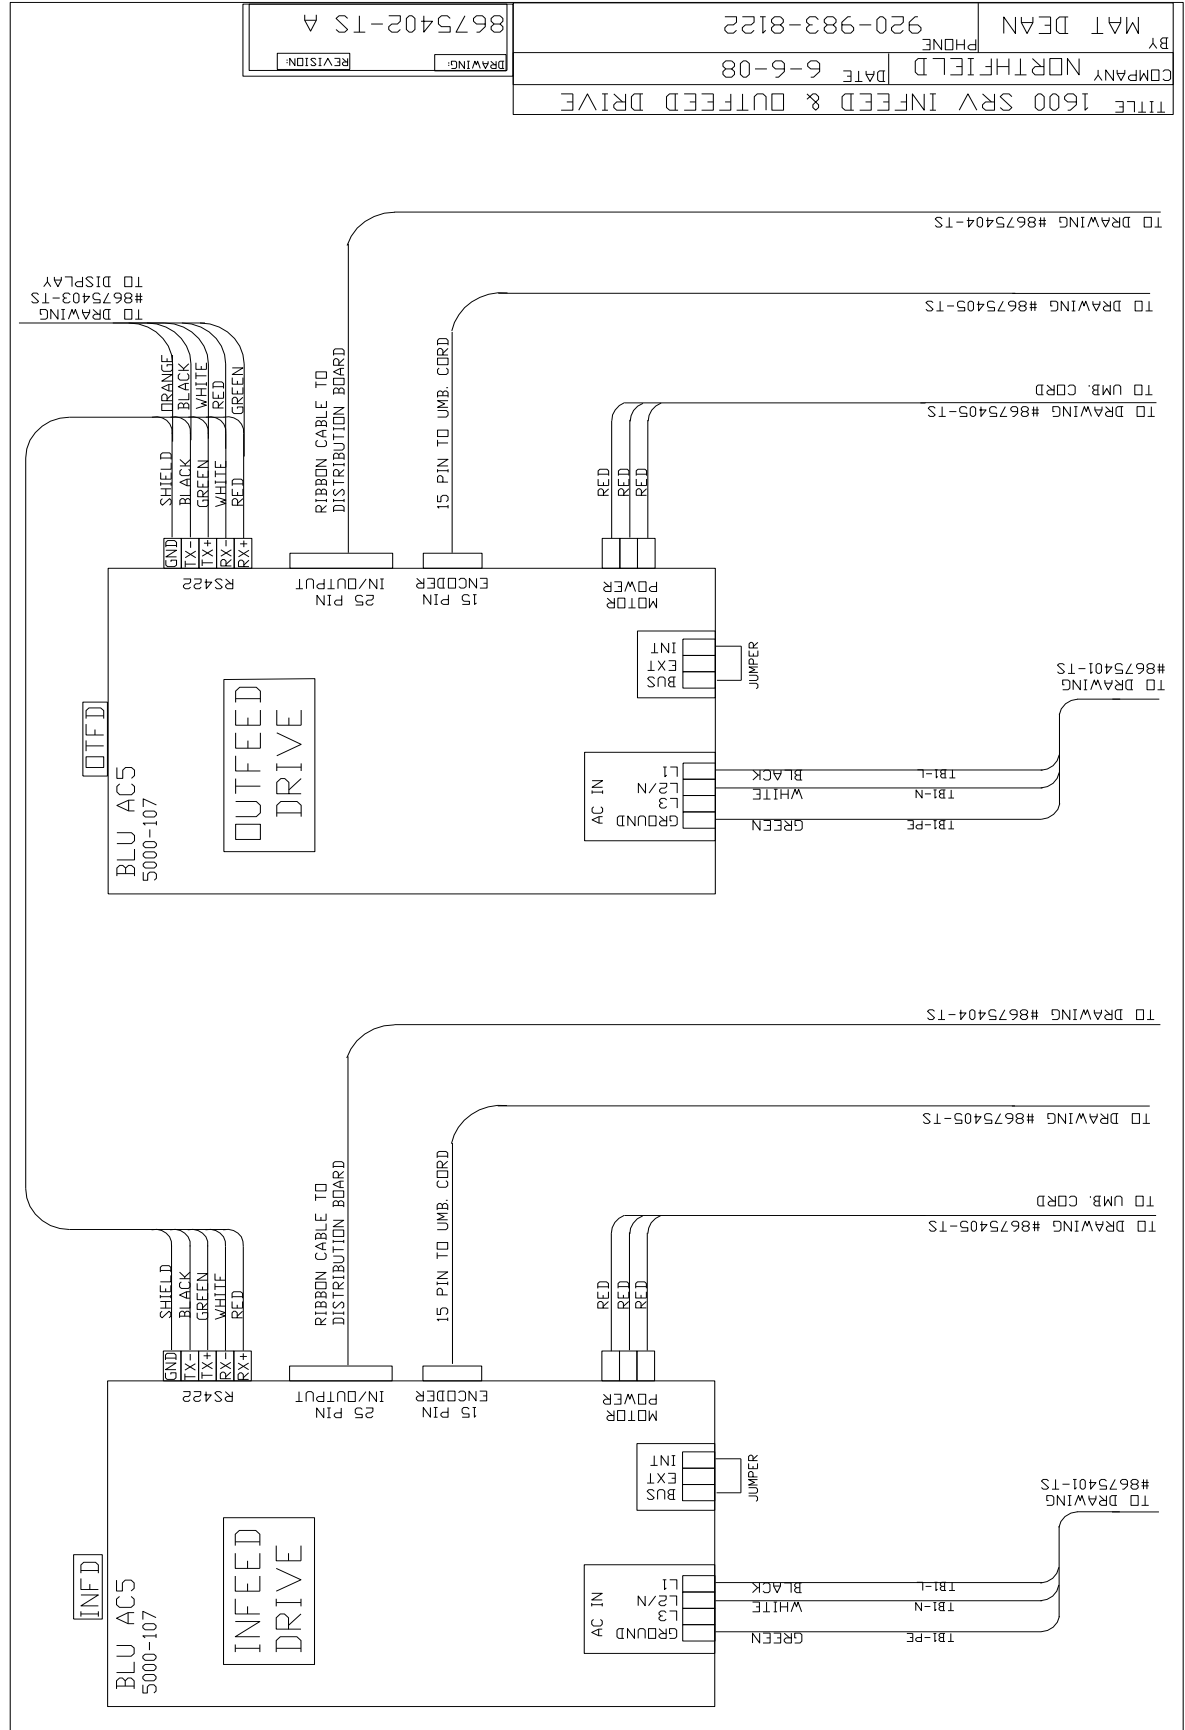 TITLE 1600 SRV INFEED & OUTFEED DRIVE
COMPANY NORTHFIELD DATE 6-6-08
BY MAT DEAN PHONE 920-983-8122
DRAWING: REVISION:
8675402-TS A
TO DRAWING #8675404-TS
TO DRAWING
#8675403-TS
TO DISPLAY
TO DRAWING #8675405-TS
TO DRAWING #8675405-TS
TO UMB. CORD
ORANGE
BLACK
WHITE
RED
GREEN
SHIELD
BLACK
GREEN
WHITE
RED
RIBBON CABLE TO
DISTRIBUTION BOARD
15 PIN TO UMB. CORD
RED
RED
RED
GND
TX-
TX+
RX-
RX+
RS422
25 PIN
IN/OUTPUT
15 PIN
ENCODER
MOTOR
POWER
INT
EXT
BUS
JUMPER
TO DRAWING
#8675401-TS
OTFD
BLU AC5
5000-107
OUTFEED
DRIVE
AC IN
L1
L2/N
L3
GROUND
BLACK
WHITE
GREEN
TB1-L
TB1-N
TB1-PE
TO DRAWING #8675404-TS
TO DRAWING #8675405-TS
TO DRAWING #8675405-TS
TO UMB. CORD
SHIELD
BLACK
GREEN
WHITE
RED
RIBBON CABLE TO
DISTRIBUTION BOARD
15 PIN TO UMB. CORD
RED
RED
RED
GND
TX-
TX+
RX-
RX+
RS422
25 PIN
IN/OUTPUT
15 PIN
ENCODER
MOTOR
POWER
INT
EXT
BUS
JUMPER
TO DRAWING
#8675401-TS
INFD
BLU AC5
5000-107
INFEED
DRIVE
AC IN
L1
L2/N
L3
GROUND
BLACK
WHITE
GREEN
TB1-L
TB1-N
TB1-PE